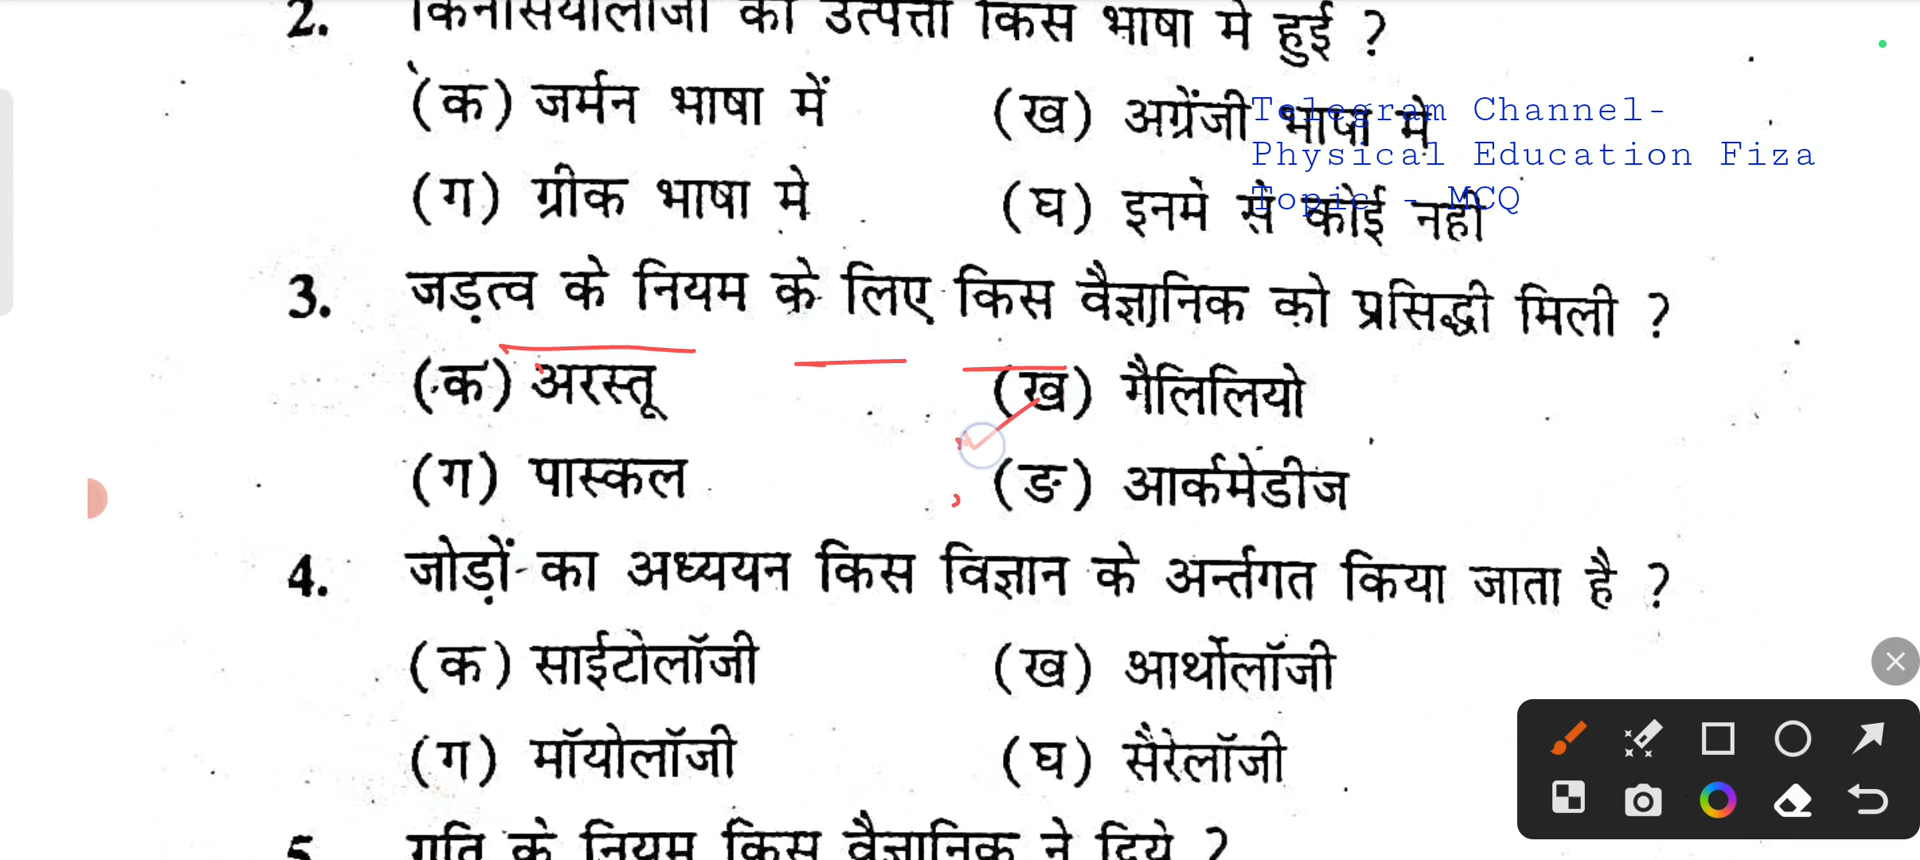 2. किनीसयोलॉजी की उत्पत्ती किस भाषा मे हुई ?
(क) जर्मन भाषा में (ख) अग्रेंजी भाषा मे
Telegram Channel-
Physical Education Fiza
Topic - MCQ
(ग) ग्रीक भाषा मे (घ) इनमे से कोई नही
3. जड़त्व के नियम के लिए किस वैज्ञानिक को प्रसिद्धी मिली ?
(क) अरस्तू (ख) गैलिलियो
(ग) पास्कल (ङ) आर्कमेडीज
4. जोड़ों का अध्ययन किस विज्ञान के अर्न्तगत किया जाता है ?
(क) साईटोलॉजी (ख) आर्थोलॉजी
(ग) मॉयोलॉजी (घ) सैरेलॉजी
5. गति के नियम किस वैज्ञानिक ने दिये ?